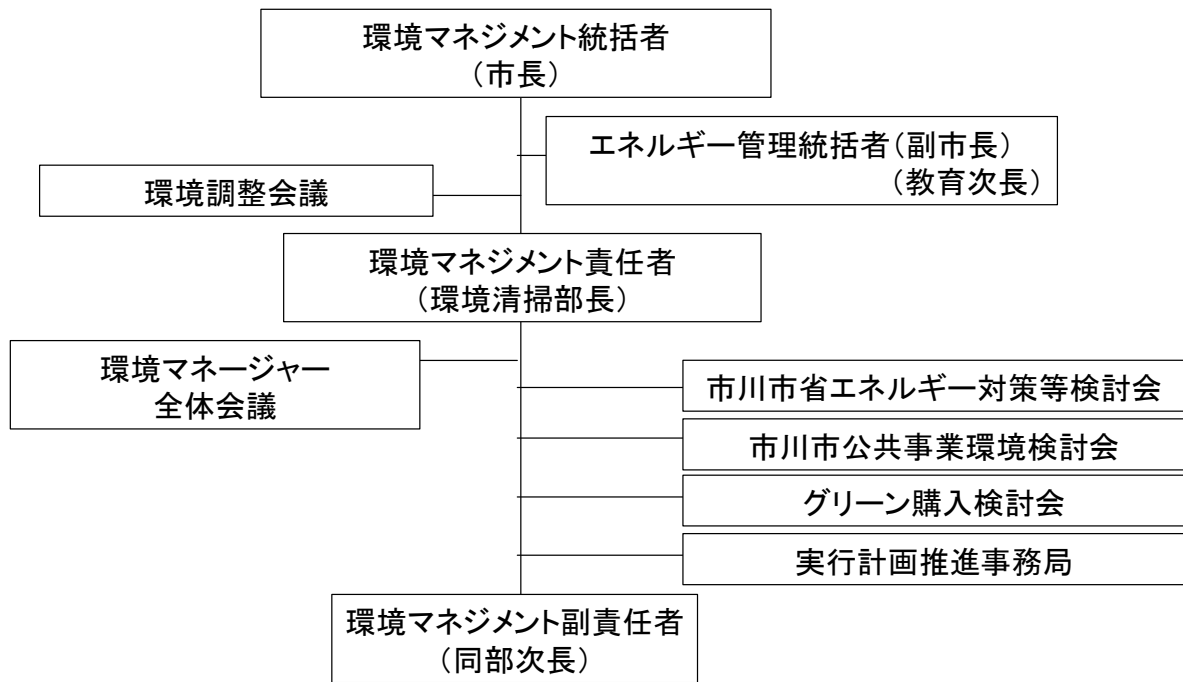 環境マネジメント統括者
（市長）
エネルギー管理統括者（副市長）
（教育次長）
環境調整会議
環境マネジメント責任者
（環境清掃部長）
環境マネージャー
全体会議
市川市省エネルギー対策等検討会
市川市公共事業環境検討会
グリーン購入検討会
実行計画推進事務局
環境マネジメント副責任者
（同部次長）